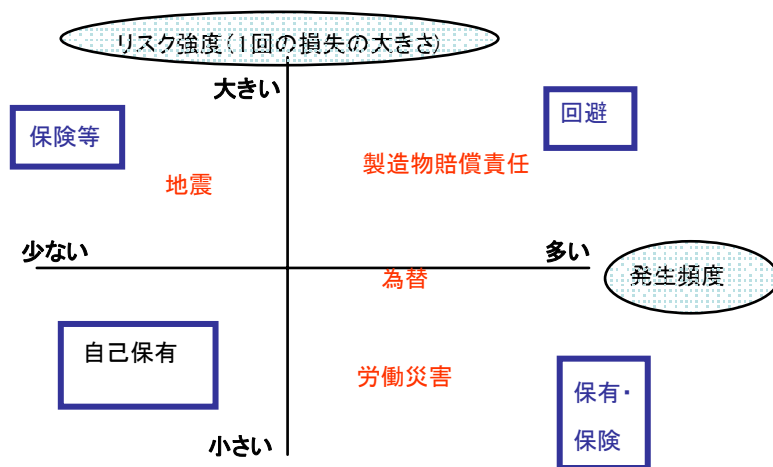 リスク強度(1回の損失の大きさ)
大きい
保険等
回避
地震
製造物賠償責任
少ない
多い
為替
発生頻度
自己保有
労働災害
保有・
保険
小さい